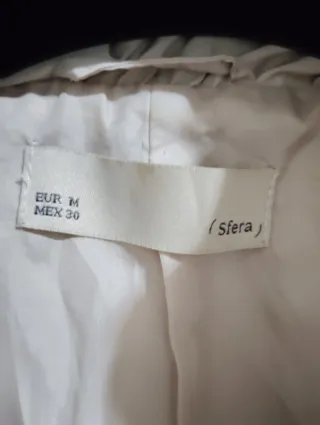 EUR M
MEX 30
( Sfera )